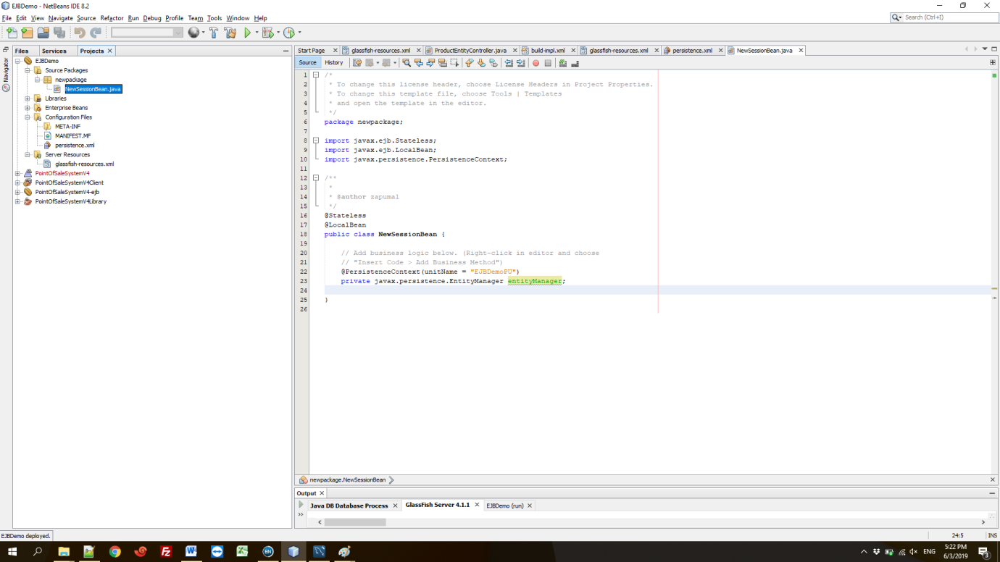 EJBDemo - NetBeans IDE 8.2
File Edit View Navigate Source Refactor Run Debug Profile Team Tools Window Help
Search (Ctrl+I)
Files Services Projects
Navigator
EJBDemo
Source Packages
newpackage
NewSessionBean.java
Libraries
Enterprise Beans
Configuration Files
META-INF
MANIFEST.MF
persistence.xml
Server Resources
glassfish-resources.xml
PointOfSaleSystemV4
PointOfSaleSystemV4Client
PointOfSaleSystemV4-ejb
PointOfSaleSystemV4Library
Start Page glassfish-resources.xml ProductEntityController.java build-impl.xml glassfish-resources.xml persistence.xml NewSessionBean.java
Source History
1 /*
2 * To change this license header, choose License Headers in Project Properties.
3 * To change this template file, choose Tools | Templates
4 * and open the template in the editor.
5 */
6 package newpackage;
7
8 import javax.ejb.Stateless;
9 import javax.ejb.LocalBean;
10 import javax.persistence.PersistenceContext;
11
12 /**
13 *
14 * @author zapumal
15 */
16 @Stateless
17 @LocalBean
18 public class NewSessionBean {
19
20 // Add business logic below. (Right-click in editor and choose
21 // "Insert Code > Add Business Method")
22 @PersistenceContext(unitName = "EJBDemoPU")
23 private javax.persistence.EntityManager entityManager;
24
25 }
26
newpackage.NewSessionBean
Output
Java DB Database Process GlassFish Server 4.1.1 EJBDemo (run)
EJBDemo deployed.
24:5 INS
ENG
5:22 PM
6/3/2019
3